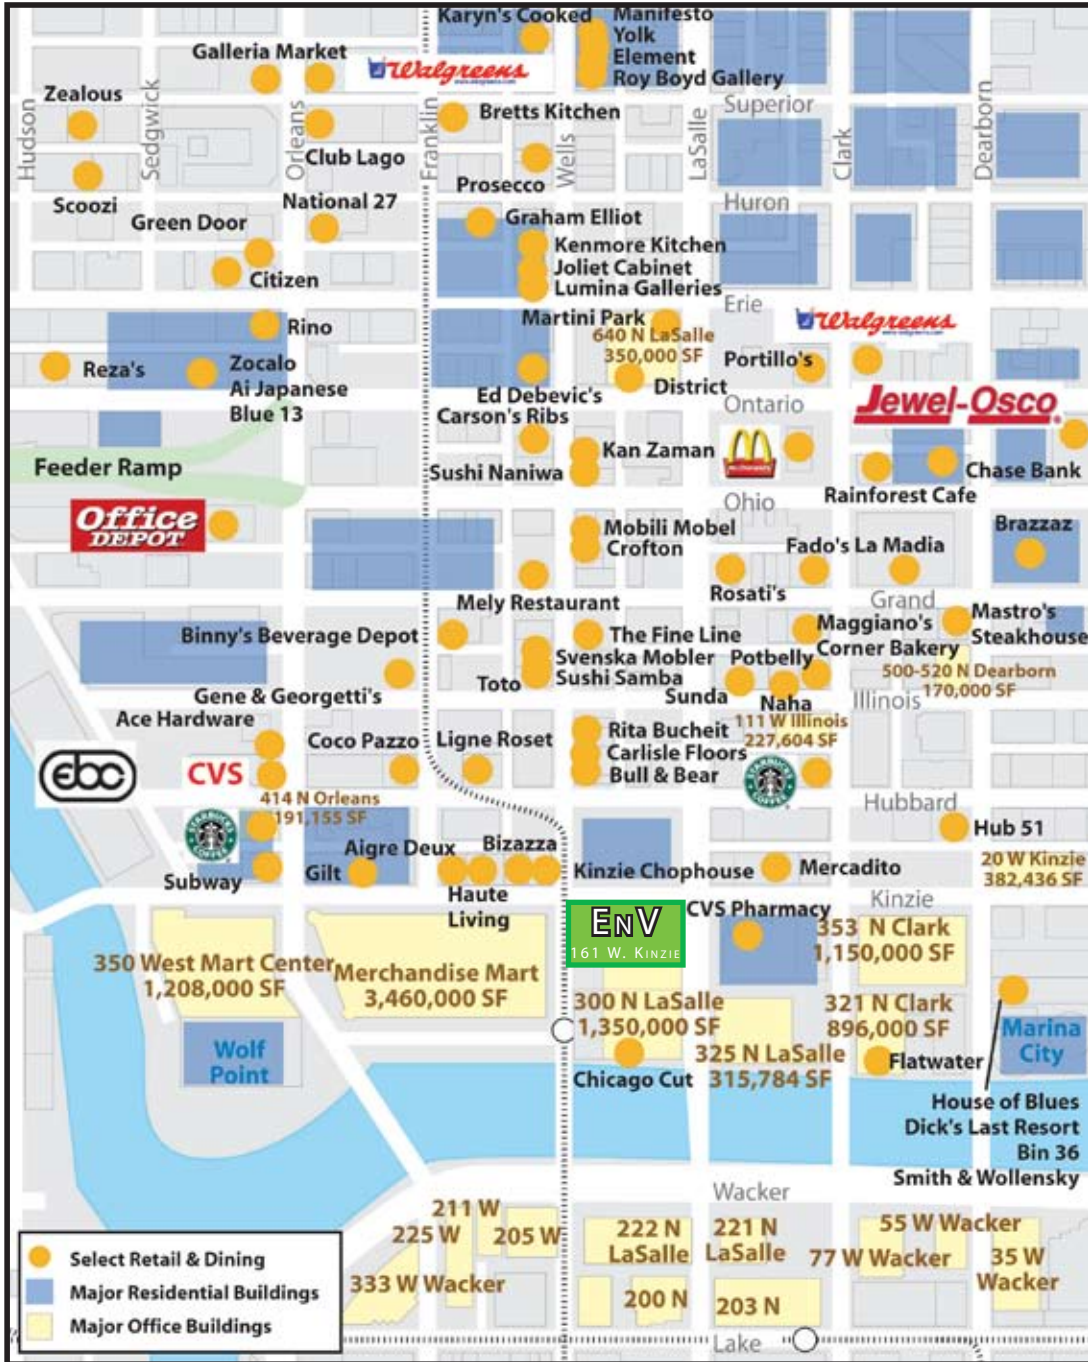 Karyn's Cooked
Manifesto
Yolk
Element
Roy Boyd Gallery
Galleria Market
Walgreens
Zealous
Hudson
Sedgwick
Orleans
Franklin
Bretts Kitchen
Wells
LaSalle
Superior
Clark
Dearborn
Club Lago
Prosecco
Scoozi
National 27
Green Door
Huron
Graham Elliot
Kenmore Kitchen
Joliet Cabinet
Lumina Galleries
Citizen
Erie
Martini Park
640 N LaSalle
350,000 SF
Walgreens
Rino
Reza's
Zocalo
Ai Japanese
Blue 13
Portillo's
District
Ed Debevic's
Carson's Ribs
Ontario
Jewel-Osco
Kan Zaman
McDonald's
Sushi Naniwa
Chase Bank
Rainforest Cafe
Feeder Ramp
Ohio
Office
DEPOT
Mobili Mobel
Crofton
Brazzaz
Fado's La Madia
Rosati's
Mely Restaurant
Grand
Mastro's
Steakhouse
Maggiano's
Corner Bakery
Binny's Beverage Depot
The Fine Line
Svenska Mobler
Sushi Samba
Potbelly
500-520 N Dearborn
170,000 SF
Toto
Gene & Georgetti's
Sunda
Naha
Illinois
Ace Hardware
Coco Pazzo
Ligne Roset
Rita Bucheit
Carlisle Floors
Bull & Bear
111 W Illinois
227,604 SF
ebc
CVS
STARBUCKS
COFFEE
414 N Orleans
191,155 SF
STARBUCKS
COFFEE
Hubbard
Hub 51
Subway
Gilt
Aigre Deux
Bizazza
Haute
Living
Kinzie Chophouse
Mercadito
20 W Kinzie
382,436 SF
Kinzie
ENV
161 W. KINZIE
CVS Pharmacy
353 N Clark
1,150,000 SF
350 West Mart Center
1,208,000 SF
Merchandise Mart
3,460,000 SF
300 N LaSalle
1,350,000 SF
321 N Clark
896,000 SF
Marina
City
Wolf
Point
Chicago Cut
325 N LaSalle
315,784 SF
Flatwater
House of Blues
Dick's Last Resort
Bin 36
Smith & Wollensky
Wacker
211 W
225 W
205 W
333 W Wacker
222 N
LaSalle
221 N
LaSalle
55 W Wacker
77 W Wacker
35 W
Wacker
200 N
203 N
Lake
Select Retail & Dining
Major Residential Buildings
Major Office Buildings